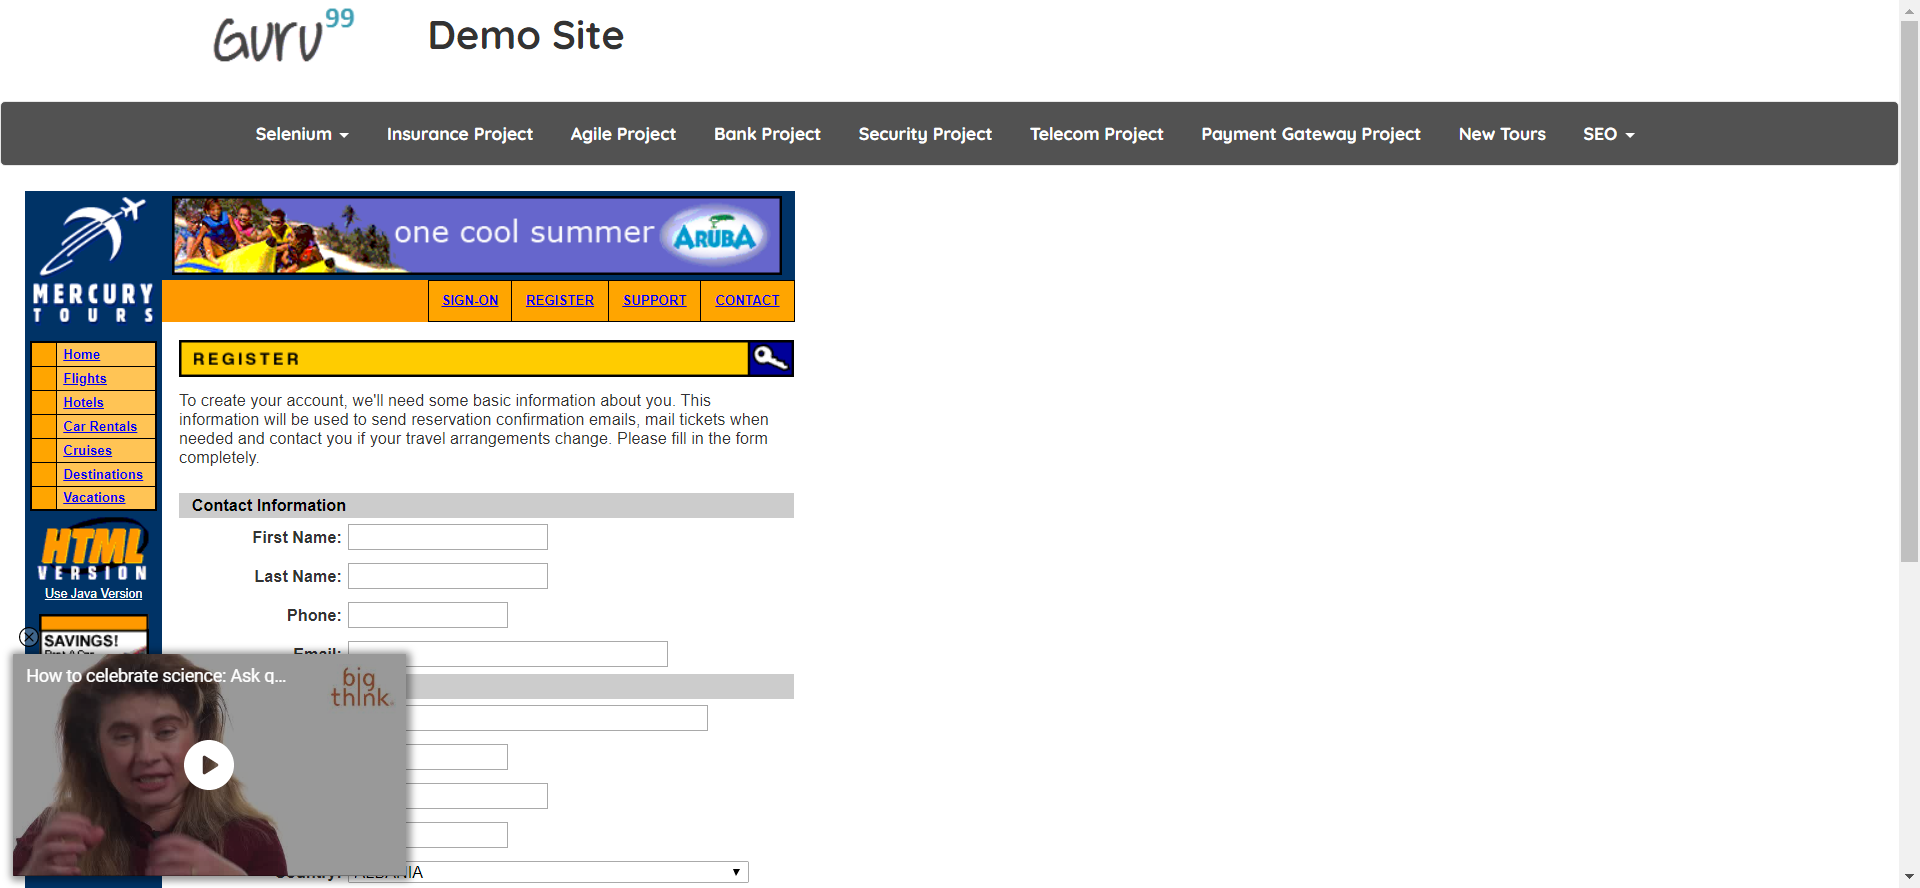 Guru99
Demo Site
Selenium
Insurance Project
Agile Project
Bank Project
Security Project
Telecom Project
Payment Gateway Project
New Tours
SEO
one cool summer
ARUBA
MERCURY
TOURS
SIGN-ON
REGISTER
SUPPORT
CONTACT
REGISTER
Home
Flights
Hotels
Car Rentals
Cruises
Destinations
Vacations
To create your account, we'll need some basic information about you. This
information will be used to send reservation confirmation emails, mail tickets when
needed and contact you if your travel arrangements change. Please fill in the form
completely.
Contact Information
First Name:
Last Name:
Phone:
Email:
HTML
VERSION
Use Java Version
SAVINGS!
How to celebrate science: Ask q...
big
think
Country:
ALBANIA